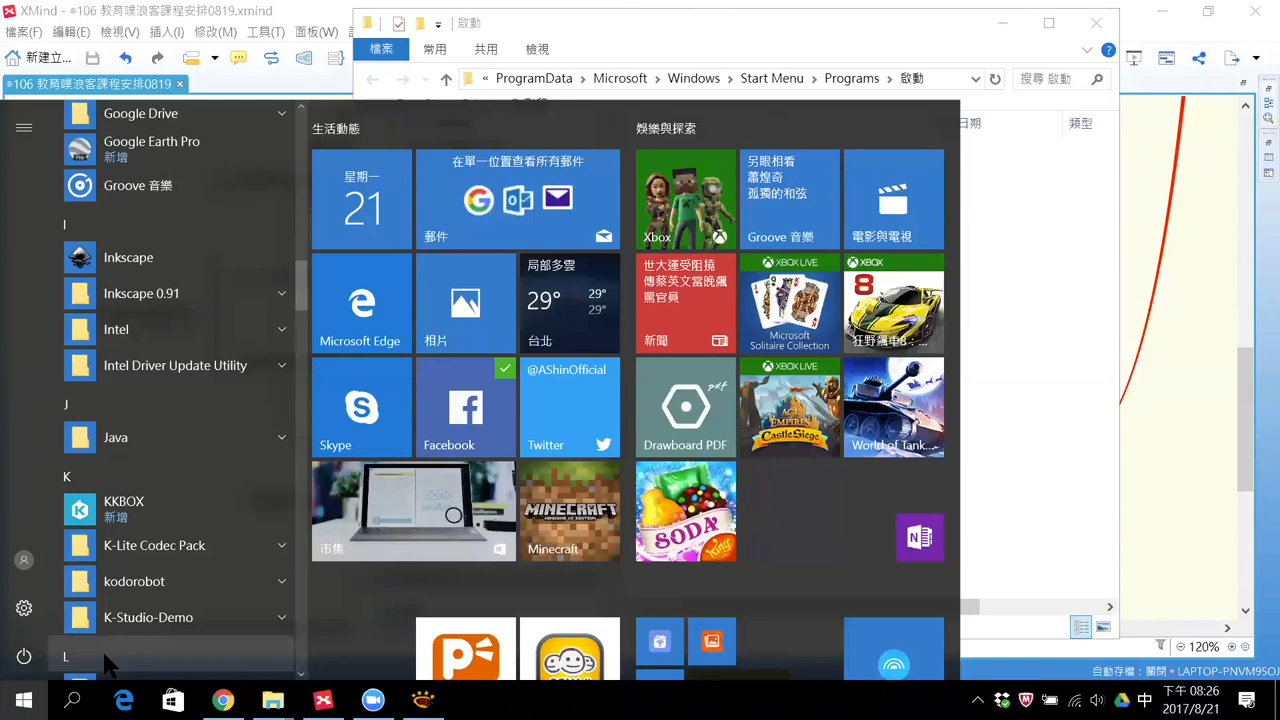 XMind - ®106 教育噗浪客課程安排0819.xmind
檔案(F) 編輯(E) 檢視(V) 插入(I) 修改(M) 工具(T) 面板(W)
新建立...
®106 教育噗浪客課程安排0819
啟動
檔案 常用 共用 檢視
« ProgramData Microsoft Windows Start Menu Programs 啟動
搜尋 啟動
日期 類型
Google Drive
Google Earth Pro
新增
Groove 音樂
I
Inkscape
Inkscape 0.91
Intel
Intel Driver Update Utility
J
Java
K
KKBOX
新增
K-Lite Codec Pack
kodorobot
K-Studio-Demo
L
生活動態
星期一
21
在單一位置查看所有郵件
郵件
Microsoft Edge
相片
局部多雲
29° 29°
29°
台北
Skype
Facebook
@AShinOfficial
Twitter
市集
MINECRAFT
Minecraft
娛樂與探索
Xbox
另眼相看
蕭煌奇
孤獨的和弦
Groove 音樂
電影與電視
世大運受阻撓
傳蔡英文當晚飆
罵官員
新聞
XBOX LIVE
Microsoft
Solitaire Collection
XBOX
8
狂野飆車8：...
pdf
Drawboard PDF
XBOX LIVE
AGE OF
EMPIRES
CASTLE SIEGE
World of Tank...
SODA
King
N
P
120%
自動存檔：關閉
LAPTOP-PNVM95OJ
中
下午 08:26
2017/8/21